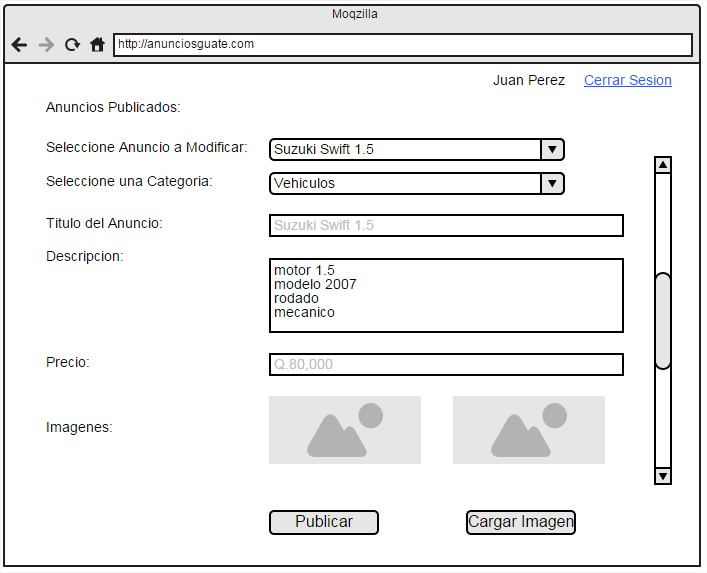 Moqzilla
http://anunciosguate.com
Juan Perez Cerrar Sesion
Anuncios Publicados:
Seleccione Anuncio a Modificar: Suzuki Swift 1.5
Seleccione una Categoria: Vehiculos
Titulo del Anuncio: Suzuki Swift 1.5
Descripcion:
motor 1.5
modelo 2007
rodado
mecanico
Precio: Q.80,000
Imagenes:
Publicar Cargar Imagen